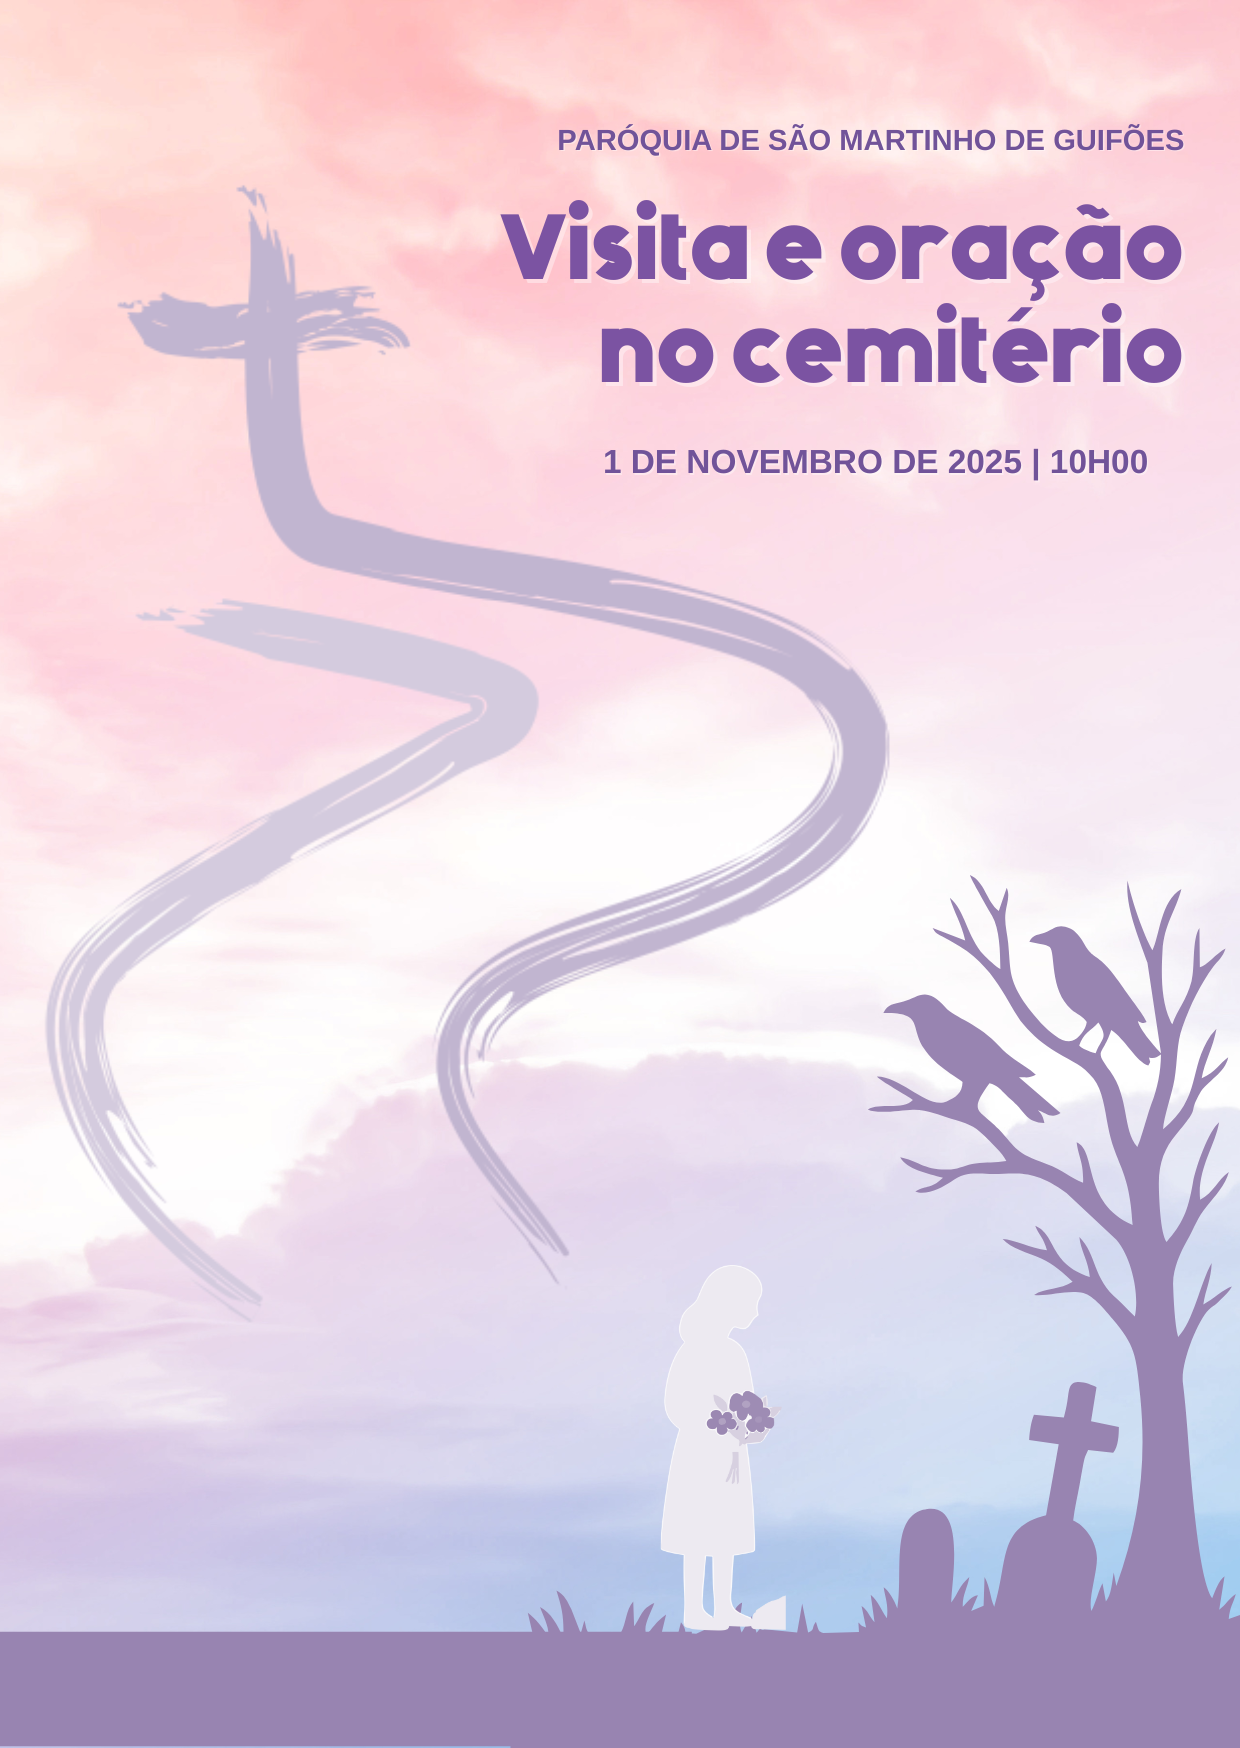 PARÓQUIA DE SÃO MARTINHO DE GUIFÕES
Visita e oração
no cemitério
1 DE NOVEMBRO DE 2025 | 10H00